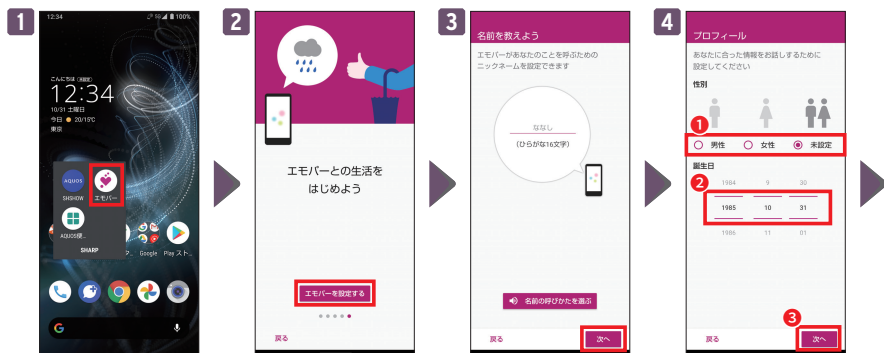 1
12:34
5G 100%
こんにちは
12:34
10/31 土曜日
今日 20/15℃
東京
AQUOS
SHSHOW
エモパー
AQUOS便…
SHARP
Google
Play スト…
G
2
エモパーとの生活を
はじめよう
エモパーを設定する
戻る
3
名前を教えよう
エモパーがあなたのことを呼ぶための
ニックネームを設定できます
ななし
(ひらがな16文字)
名前の呼びかたを選ぶ
戻る
次へ
4
プロフィール
あなたに合った情報をお話しするために
設定してください
性別
1
男性
女性
未設定
誕生日
2
1984 9 30
1985 10 31
1986 11 01
3
戻る
次へ